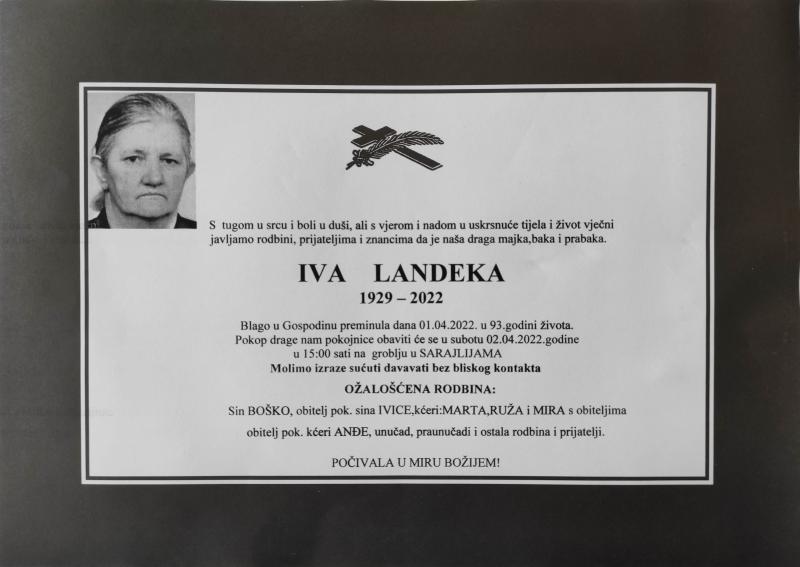 S tugom u srcu i boli u duši, ali s vjerom i nadom u uskrsnuće tijela i život vječni
javljamo rodbini, prijateljima i znancima da je naša draga majka,baka i prabaka.
IVA LANDEKA
1929 – 2022
Blago u Gospodinu preminula dana 01.04.2022. u 93.godini života.
Pokop drage nam pokojnice obaviti će se u subotu 02.04.2022.godine
u 15:00 sati na groblju u SARAJLIJAMA
Molimo izraze sućuti davavati bez bliskog kontakta
OŽALOŠĆENA RODBINA:
Sin BOŠKO, obitelj pok. sina IVICE,kćeri:MARTA,RUŽA i MIRA s obiteljima
obitelj pok. kćeri ANĐE, unučad, praunučadi i ostala rodbina i prijatelji.
POČIVALA U MIRU BOŽIJEM!